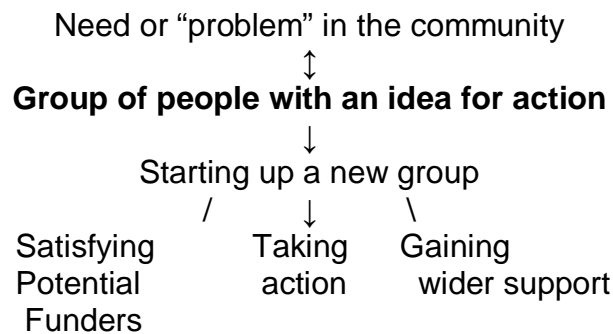 Need or “problem” in the community
↕
Group of people with an idea for action
↓
Starting up a new group
/ ↓ \
Satisfying Taking Gaining
Potential action wider support
Funders